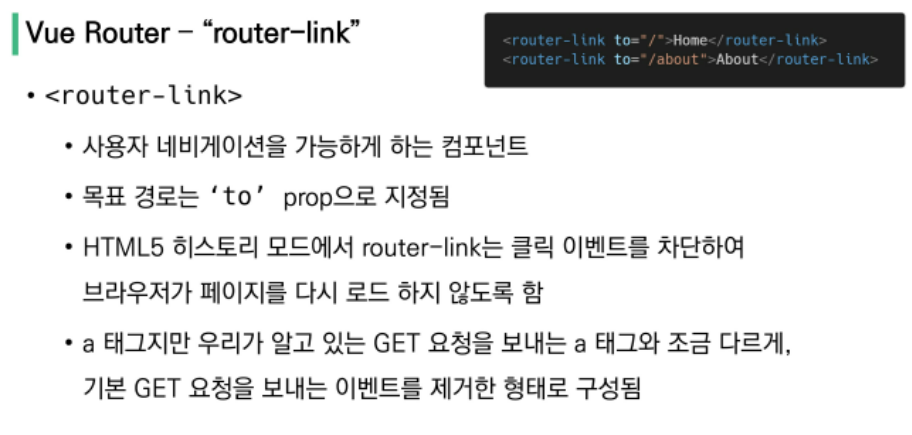 Vue Router – “router-link”
<router-link to="/">Home</router-link>
<router-link to="/about">About</router-link>
• <router-link>
• 사용자 네비게이션을 가능하게 하는 컴포넌트
• 목표 경로는 ‘to’ prop으로 지정됨
• HTML5 히스토리 모드에서 router-link는 클릭 이벤트를 차단하여
브라우저가 페이지를 다시 로드 하지 않도록 함
• a 태그지만 우리가 알고 있는 GET 요청을 보내는 a 태그와 조금 다르게,
기본 GET 요청을 보내는 이벤트를 제거한 형태로 구성됨